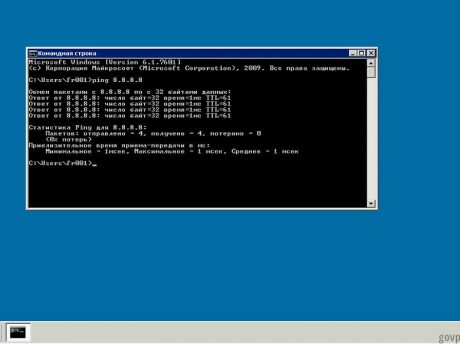 Командная строка
Microsoft Windows [Version 6.1.7601]
(c) Корпорация Майкрософт (Microsoft Corporation), 2009. Все права защищены.
C:\Users\fr001>ping 8.8.8.8
Обмен пакетами с 8.8.8.8 по с 32 байтами данных:
Ответ от 8.8.8.8: число байт=32 время=1мс TTL=61
Ответ от 8.8.8.8: число байт=32 время=1мс TTL=61
Ответ от 8.8.8.8: число байт=32 время=1мс TTL=61
Ответ от 8.8.8.8: число байт=32 время=1мс TTL=61
Статистика Ping для 8.8.8.8:
Пакетов: отправлено = 4, получено = 4, потеряно = 0
(0% потерь)
Приблизительное время приема-передачи в мс:
Минимальное = 1мсек, Максимальное = 1 мсек, Среднее = 1 мсек
C:\Users\fr001>_
govp